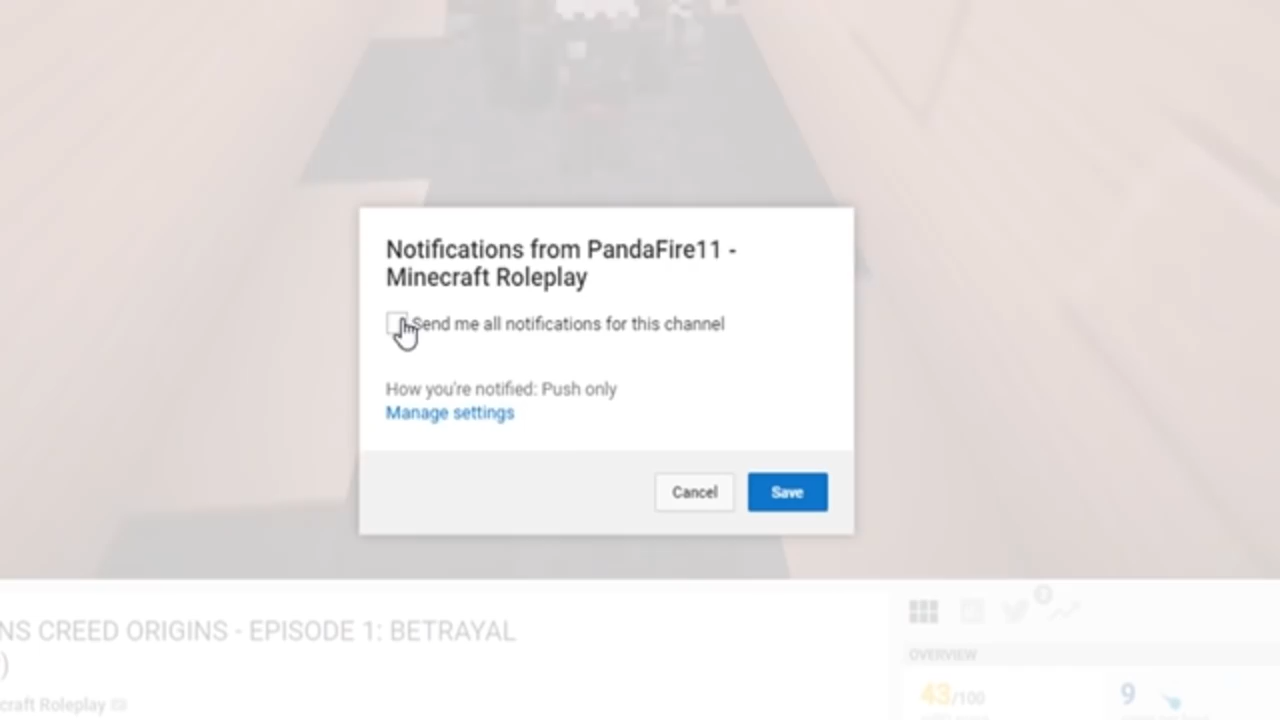 Notifications from PandaFire11 -
Minecraft Roleplay
Send me all notifications for this channel
How you're notified: Push only
Manage settings
Cancel Save
NS CREED ORIGINS - EPISODE 1: BETRAYAL
)
craft Roleplay
OVERVIEW
43/100 9